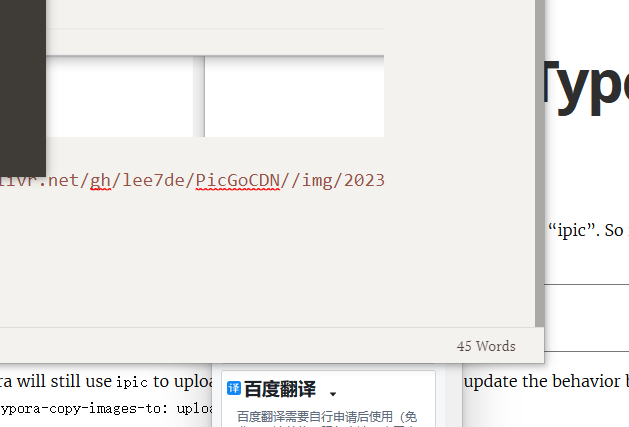 Typo
livr.net/gh/lee7de/PicGoCDN//img/2023
“ipic”. So
45 Words
ra will still use ipic to uploa
update the behavior b
ypora-copy-images-to: uploa
译 百度翻译
百度翻译需要自行申请后使用（免